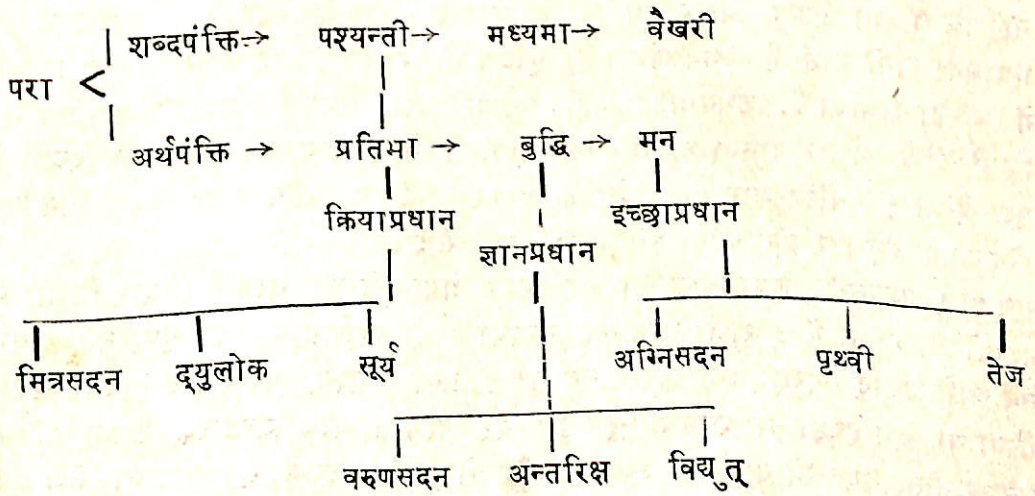 शब्दपंक्ति → पश्यन्ती → मध्यमा → वैखरी
परा <
अर्थपंक्ति → प्रतिभा → बुद्धि → मन
क्रियाप्रधान इच्छाप्रधान
ज्ञानप्रधान
मित्रसदन द्युलोक सूर्य अग्निसदन पृथ्वी तेज
वरुणसदन अन्तरिक्ष विद्युत्